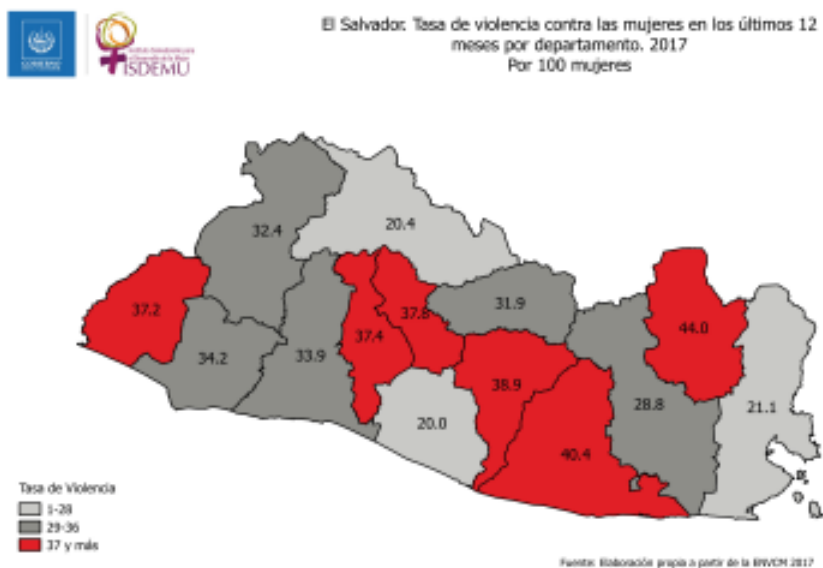 El Salvador. Tasa de violencia contra las mujeres en los últimos 12
meses por departamento. 2017
Por 100 mujeres
GOBIERNO
ISDEMU
32.4
20.4
37.2
37.8
31.9
44.0
37.4
34.2
33.9
38.9
28.8
21.1
20.0
40.4
Tasa de Violencia
1-28
29-36
37 y más
Fuente: Elaboración propia a partir de la ENVCM 2017